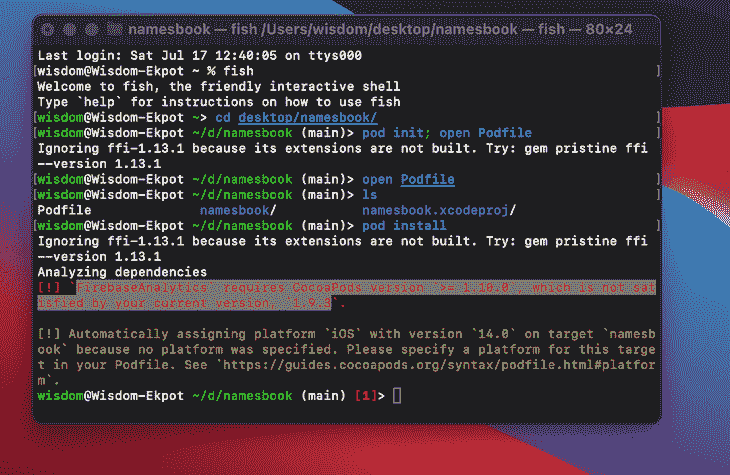 namesbook — fish /Users/wisdom/desktop/namesbook — fish — 80×24
Last login: Sat Jul 17 12:40:05 on ttys000
[wisdom@Wisdom-Ekpot ~ % fish ]
Welcome to fish, the friendly interactive shell
Type `help` for instructions on how to use fish
[wisdom@Wisdom-Ekpot ~> cd desktop/namesbook/ ]
[wisdom@Wisdom-Ekpot ~/d/namesbook (main)> pod init; open Podfile ]
Ignoring ffi-1.13.1 because its extensions are not built. Try: gem pristine ffi
--version 1.13.1
[wisdom@Wisdom-Ekpot ~/d/namesbook (main)> open Podfile ]
[wisdom@Wisdom-Ekpot ~/d/namesbook (main)> ls ]
Podfile namesbook/ namesbook.xcodeproj/
[wisdom@Wisdom-Ekpot ~/d/namesbook (main)> pod install ]
Ignoring ffi-1.13.1 because its extensions are not built. Try: gem pristine ffi
--version 1.13.1
Analyzing dependencies
[!] `FirebaseAnalytics` requires CocoaPods version `>= 1.10.0`, which is not sat
isfied by your current version, `1.9.3`.
[!] Automatically assigning platform `iOS` with version `14.0` on target `namesb
ook` because no platform was specified. Please specify a platform for this targe
t in your Podfile. See `https://guides.cocoapods.org/syntax/podfile.html#platfor
m`.
wisdom@Wisdom-Ekpot ~/d/namesbook (main) [1]>